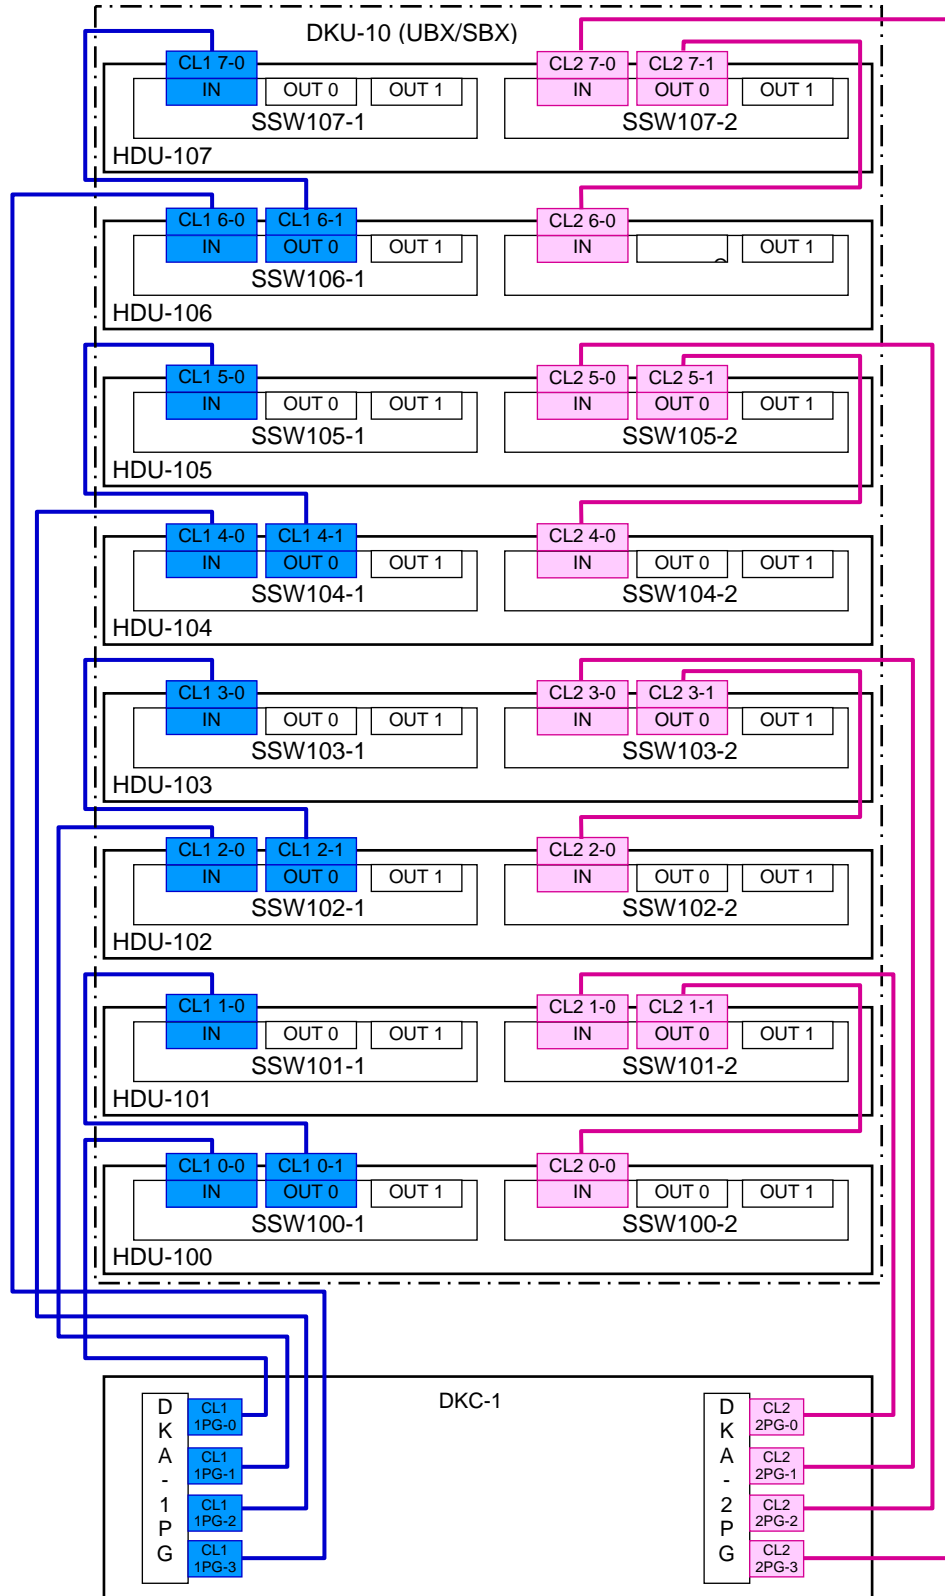 DKU-10 (UBX/SBX)
CL1 7-0 CL2 7-0 CL2 7-1
IN OUT 0 OUT 1 IN OUT 0 OUT 1
SSW107-1 SSW107-2
HDU-107
CL1 6-0 CL1 6-1 CL2 6-0
IN OUT 0 OUT 1 IN OUT 1
SSW106-1
HDU-106
CL1 5-0 CL2 5-0 CL2 5-1
IN OUT 0 OUT 1 IN OUT 0 OUT 1
SSW105-1 SSW105-2
HDU-105
CL1 4-0 CL1 4-1 CL2 4-0
IN OUT 0 OUT 1 IN OUT 0 OUT 1
SSW104-1 SSW104-2
HDU-104
CL1 3-0 CL2 3-0 CL2 3-1
IN OUT 0 OUT 1 IN OUT 0 OUT 1
SSW103-1 SSW103-2
HDU-103
CL1 2-0 CL1 2-1 CL2 2-0
IN OUT 0 OUT 1 IN OUT 0 OUT 1
SSW102-1 SSW102-2
HDU-102
CL1 1-0 CL2 1-0 CL2 1-1
IN OUT 0 OUT 1 IN OUT 0 OUT 1
SSW101-1 SSW101-2
HDU-101
CL1 0-0 CL1 0-1 CL2 0-0
IN OUT 0 OUT 1 IN OUT 0 OUT 1
SSW100-1 SSW100-2
HDU-100
DKC-1
DKA-1PG
CL1
1PG-0
CL1
1PG-1
CL1
1PG-2
CL1
1PG-3
DKA-2PG
CL2
2PG-0
CL2
2PG-1
CL2
2PG-2
CL2
2PG-3